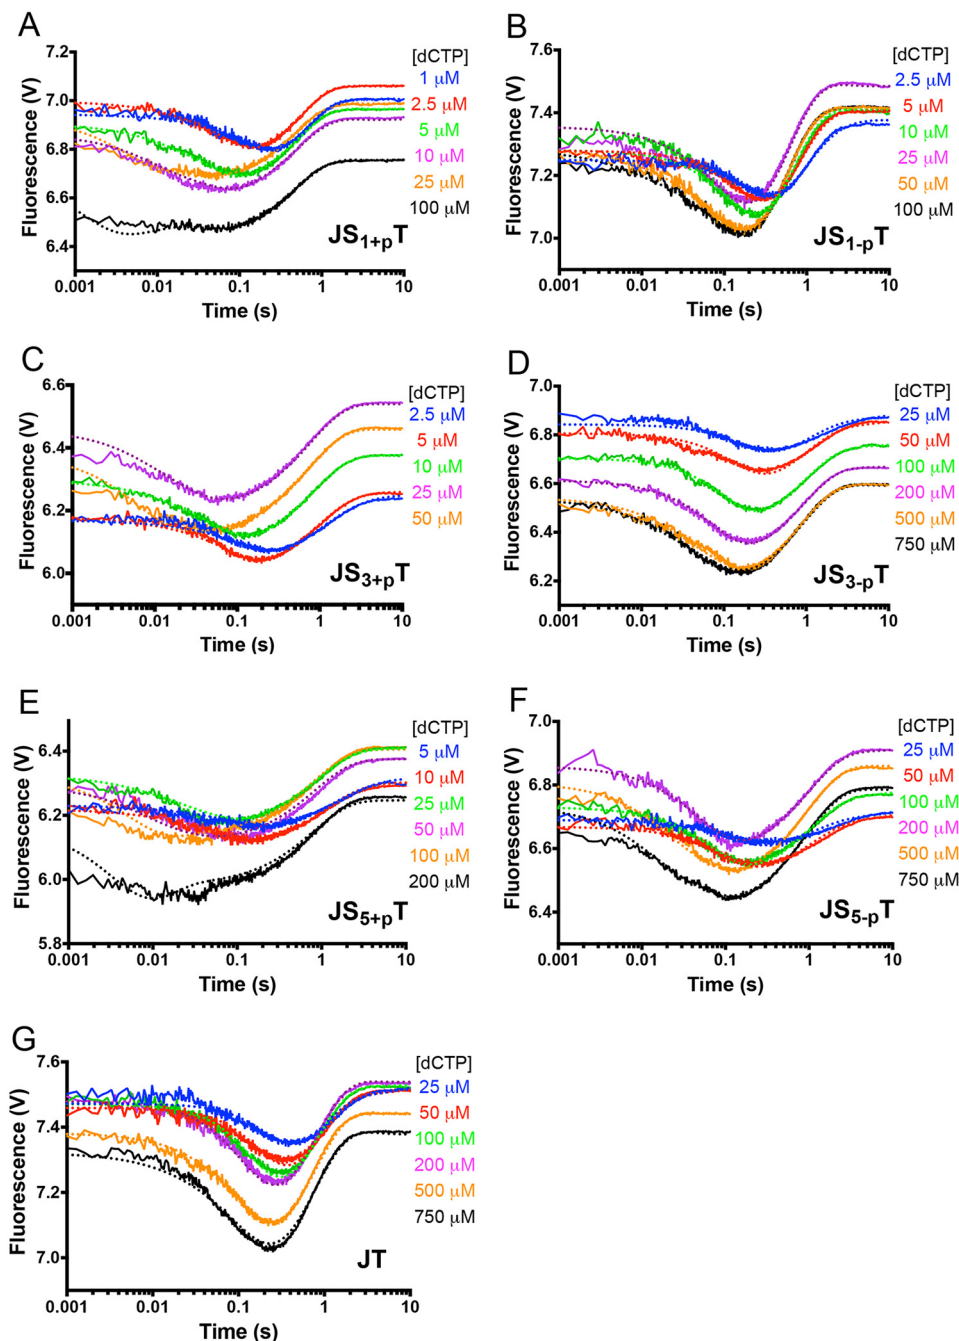 A
Fluorescence (V)
7.2
7.0
6.8
6.6
6.4
0.001
0.01
0.1
1
10
Time (s)
[dCTP]
1 μM
2.5 μM
5 μM
10 μM
25 μM
100 μM
JS1+pT
B
Fluorescence (V)
7.6
7.4
7.2
7.0
0.001
0.01
0.1
1
10
Time (s)
[dCTP]
2.5 μM
5 μM
10 μM
25 μM
50 μM
100 μM
JS1-pT
C
Fluorescence (V)
6.6
6.4
6.2
6.0
0.001
0.01
0.1
1
10
Time (s)
[dCTP]
2.5 μM
5 μM
10 μM
25 μM
50 μM
JS3+pT
D
Fluorescence (V)
7.0
6.8
6.6
6.4
6.2
0.001
0.01
0.1
1
10
Time (s)
[dCTP]
25 μM
50 μM
100 μM
200 μM
500 μM
750 μM
JS3-pT
E
Fluorescence (V)
6.4
6.2
6.0
5.8
0.001
0.01
0.1
1
10
Time (s)
[dCTP]
5 μM
10 μM
25 μM
50 μM
100 μM
200 μM
JS5+pT
F
Fluorescence (V)
7.0
6.8
6.6
6.4
0.001
0.01
0.1
1
10
Time (s)
[dCTP]
25 μM
50 μM
100 μM
200 μM
500 μM
750 μM
JS5-pT
G
Fluorescence (V)
7.6
7.4
7.2
7.0
0.001
0.01
0.1
1
10
Time (s)
[dCTP]
25 μM
50 μM
100 μM
200 μM
500 μM
750 μM
JT